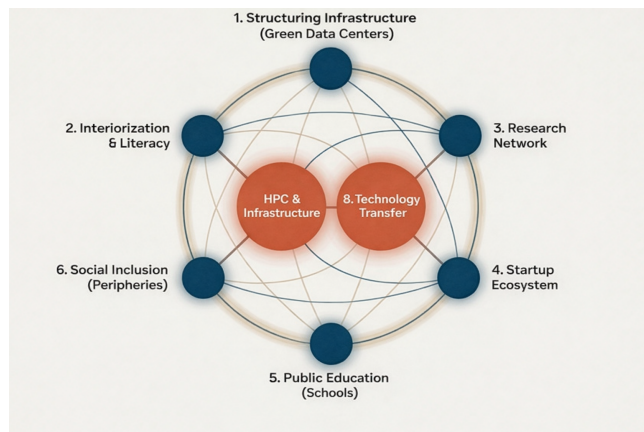 1. Structuring Infrastructure
(Green Data Centers)
2. Interiorization
& Literacy
3. Research
Network
HPC &
Infrastructure
8. Technology
Transfer
6. Social Inclusion
(Peripheries)
4. Startup
Ecosystem
5. Public Education
(Schools)